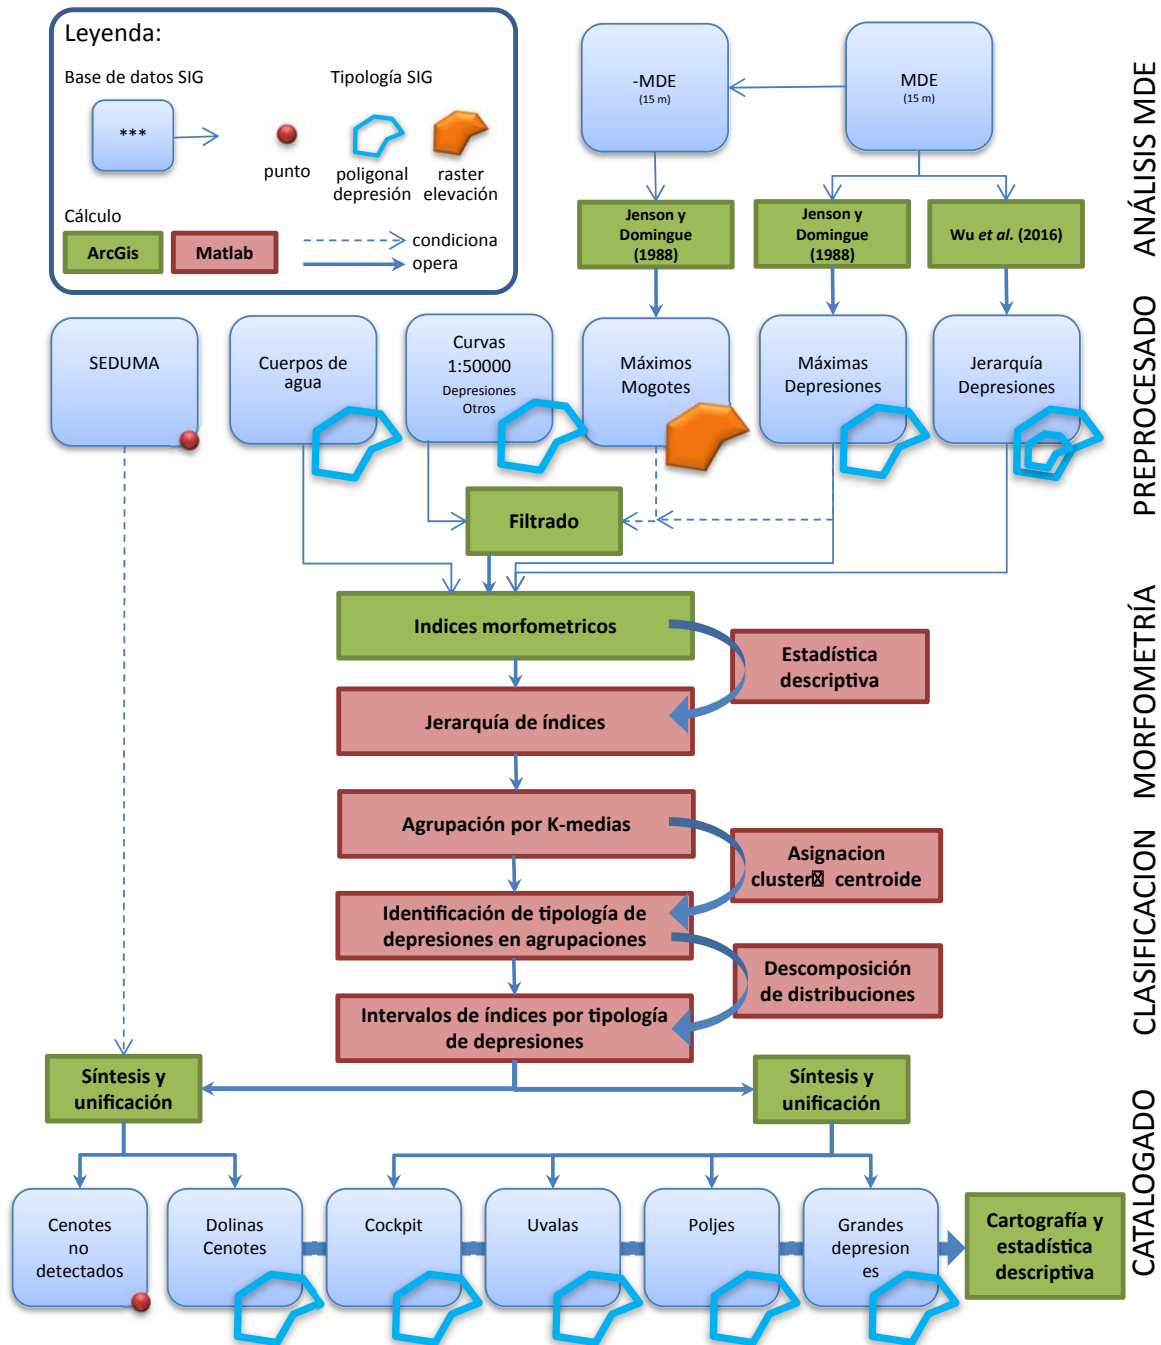 Leyenda:
Base de datos SIG
Tipología SIG
***
punto
poligonal
depresión
raster
elevación
Cálculo
ArcGis
Matlab
condiciona
opera
-MDE
(15 m)
MDE
(15 m)
ANÁLISIS MDE
Jenson y
Domingue
(1988)
Jenson y
Domingue
(1988)
Wu et al. (2016)
PREPROCESADO
SEDUMA
Cuerpos de
agua
Curvas
1:50000
Depresiones
Otros
Máximos
Mogotes
Máximas
Depresiones
Jerarquía
Depresiones
Filtrado
MORFOMETRÍA
Indices morfometricos
Estadística
descriptiva
Jerarquía de índices
CLASIFICACION
Agrupación por K-medias
Asignacion
cluster centroide
Identificación de tipología de
depresiones en agrupaciones
Descomposición
de distribuciones
Intervalos de índices por tipología
de depresiones
CATALOGADO
Síntesis y
unificación
Síntesis y
unificación
Cenotes
no
detectados
Dolinas
Cenotes
Cockpit
Uvalas
Poljes
Grandes
depresion
es
Cartografía y
estadística
descriptiva